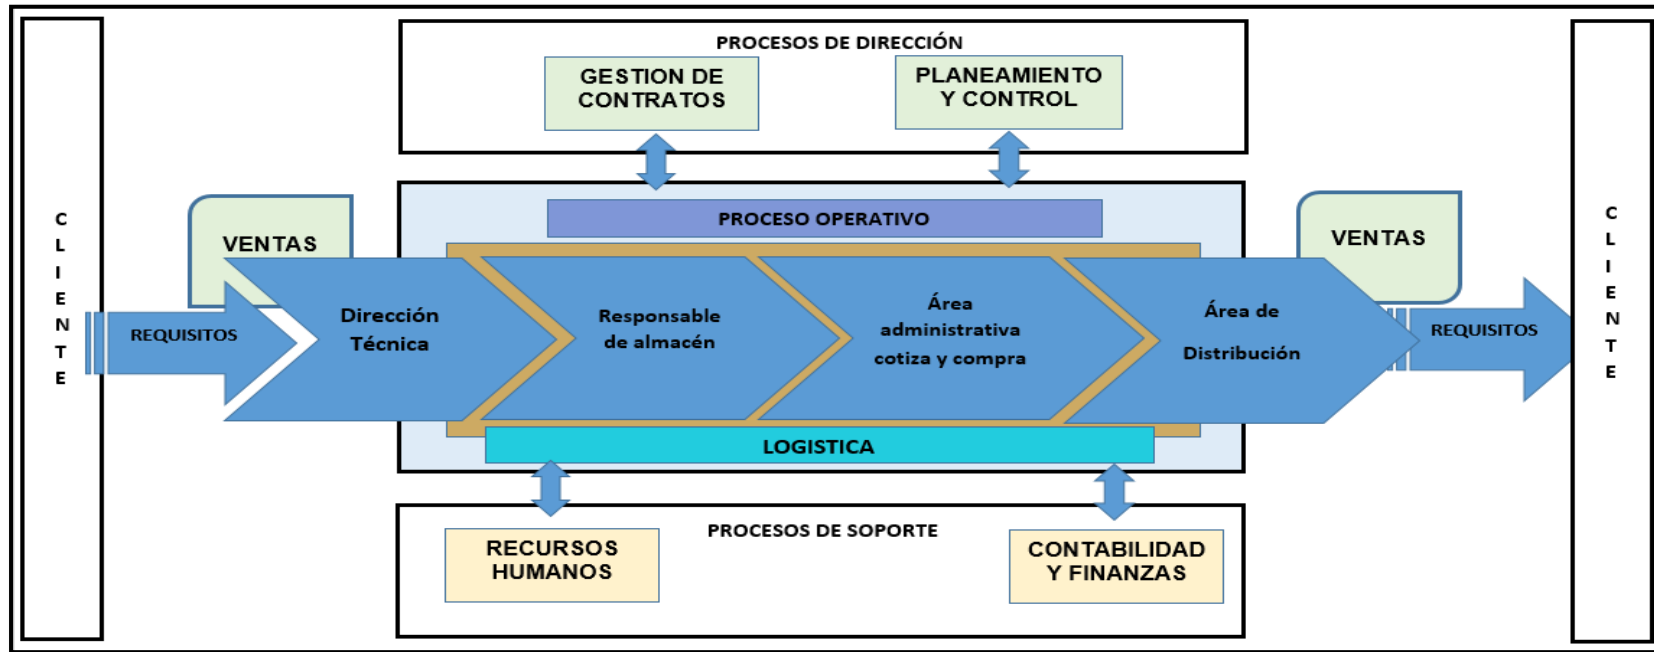 PROCESOS DE DIRECCIÓN
GESTION DE
CONTRATOS
PLANEAMIENTO
Y CONTROL
C
L
I
E
N
T
E
VENTAS
REQUISITOS
PROCESO OPERATIVO
Dirección
Técnica
Responsable
de almacén
Área
administrativa
cotiza y compra
Área de
Distribución
LOGISTICA
VENTAS
REQUISITOS
C
L
I
E
N
T
E
PROCESOS DE SOPORTE
RECURSOS
HUMANOS
CONTABILIDAD
Y FINANZAS